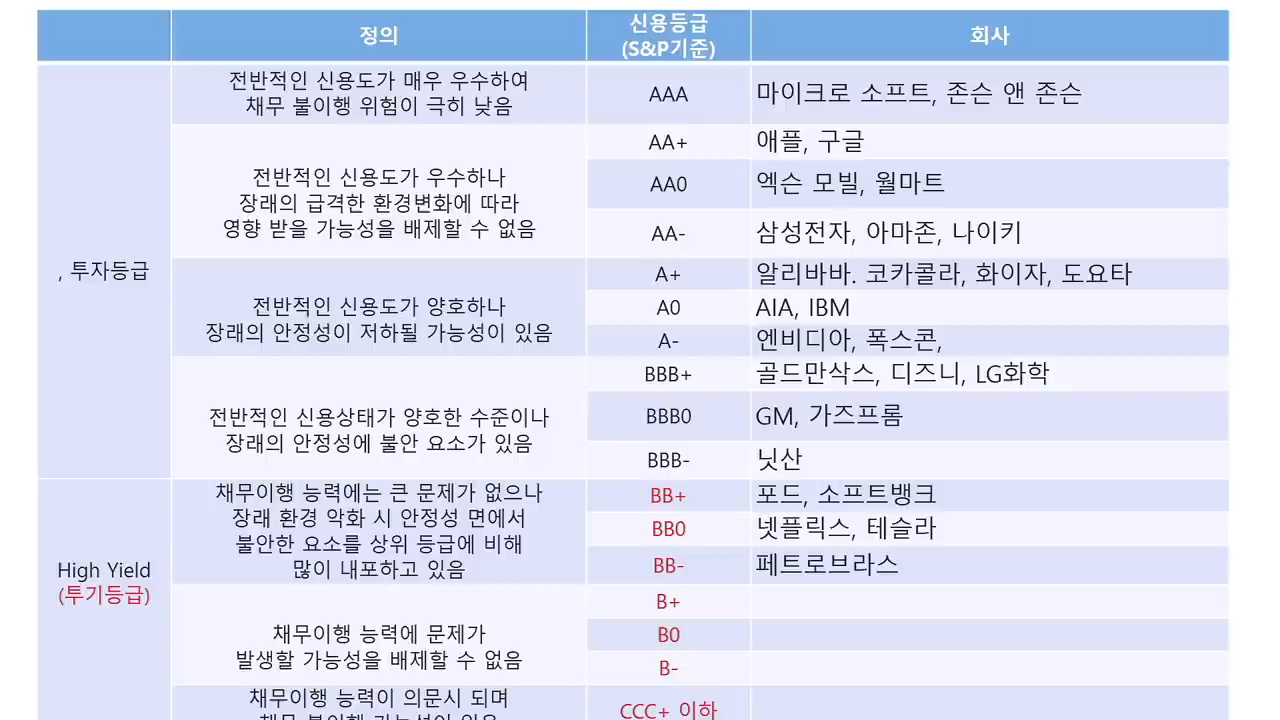 정의
신용등급
(S&P기준)
회사
, 투자등급
전반적인 신용도가 매우 우수하여
채무 불이행 위험이 극히 낮음
AAA
마이크로 소프트, 존슨 앤 존슨
전반적인 신용도가 우수하나
장래의 급격한 환경변화에 따라
영향 받을 가능성을 배제할 수 없음
AA+
애플, 구글
AA0
엑슨 모빌, 월마트
AA-
삼성전자, 아마존, 나이키
전반적인 신용도가 양호하나
장래의 안정성이 저하될 가능성이 있음
A+
알리바바. 코카콜라, 화이자, 도요타
A0
AIA, IBM
A-
엔비디아, 폭스콘,
전반적인 신용상태가 양호한 수준이나
장래의 안정성에 불안 요소가 있음
BBB+
골드만삭스, 디즈니, LG화학
BBB0
GM, 가즈프롬
BBB-
닛산
High Yield
(투기등급)
채무이행 능력에는 큰 문제가 없으나
장래 환경 악화 시 안정성 면에서
불안한 요소를 상위 등급에 비해
많이 내포하고 있음
BB+
포드, 소프트뱅크
BB0
넷플릭스, 테슬라
BB-
페트로브라스
채무이행 능력에 문제가
발생할 가능성을 배제할 수 없음
B+
B0
B-
채무이행 능력이 의문시 되며
CCC+ 이하